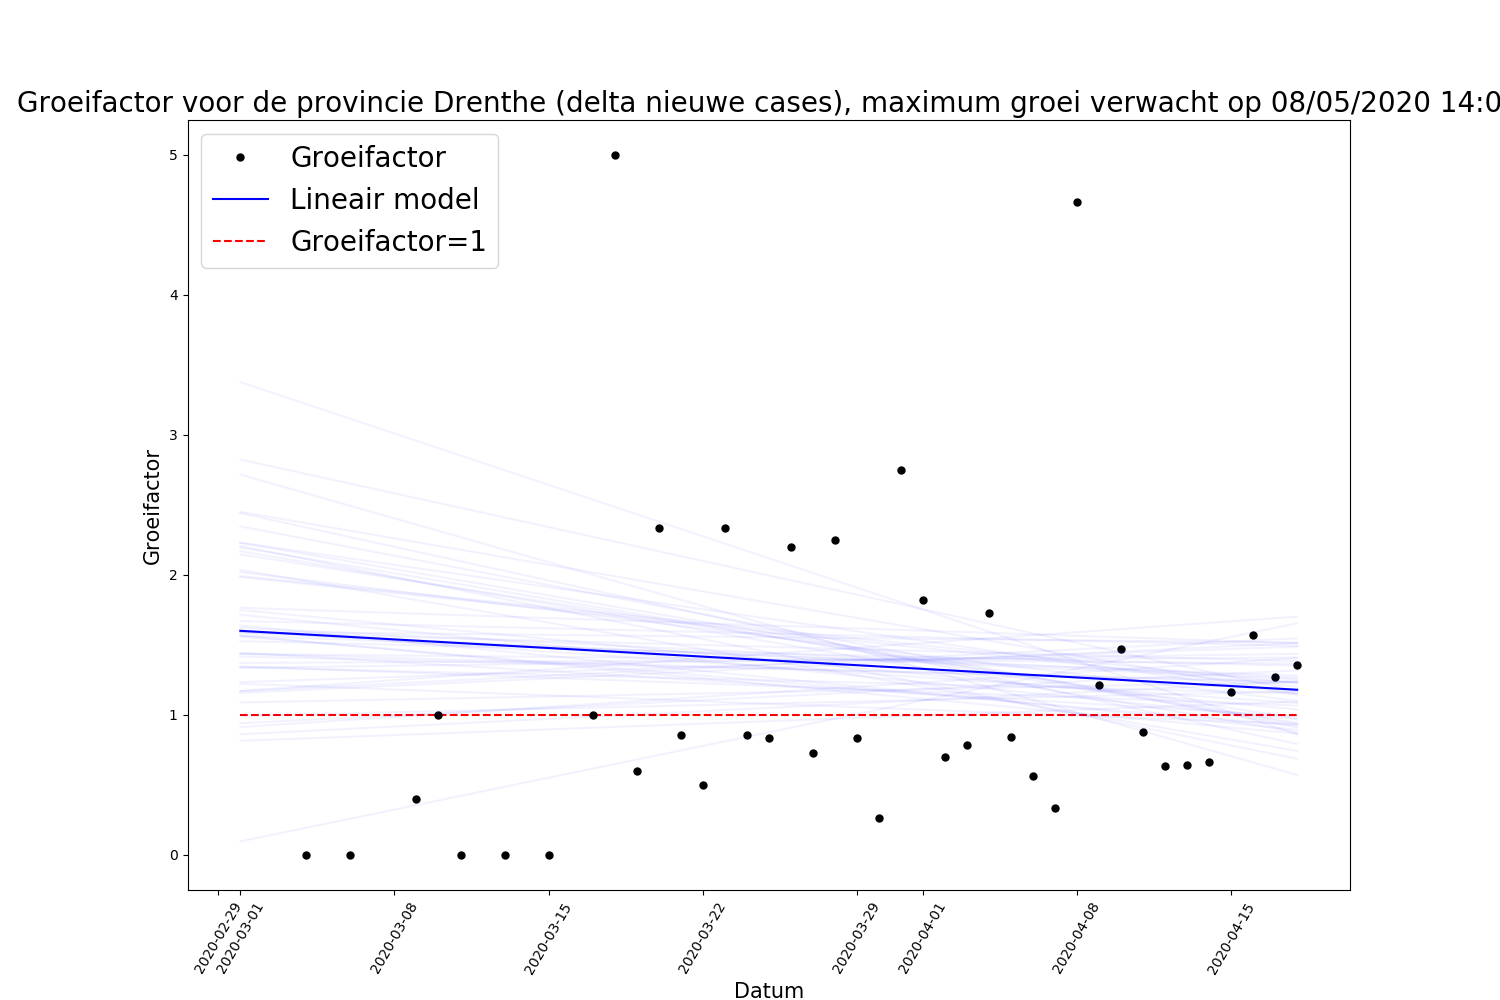 Groeifactor voor de provincie Drenthe (delta nieuwe cases), maximum groei verwacht op 08/05/2020 14:0
Groeifactor
Lineair model
Groeifactor=1
5
4
3
2
1
0
Groeifactor
2020-02-29
2020-03-01
2020-03-08
2020-03-15
2020-03-22
2020-03-29
2020-04-01
2020-04-08
2020-04-15
Datum